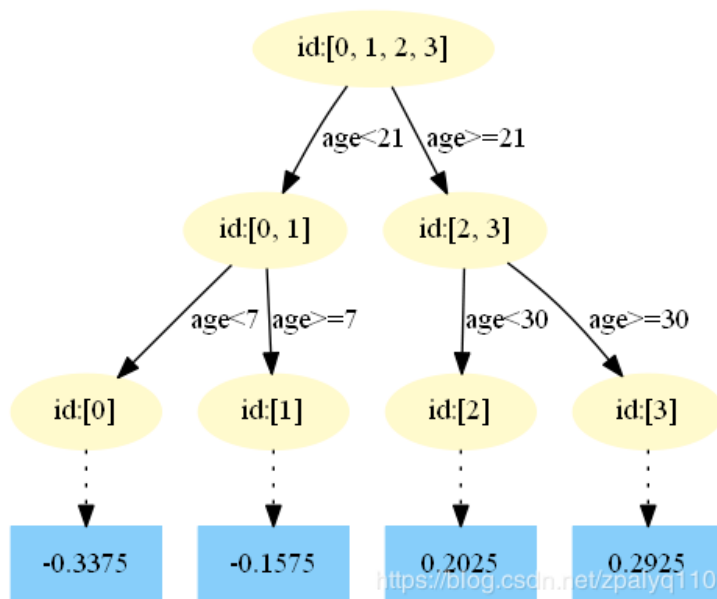 id:[0, 1, 2, 3]
age<21
age>=21
id:[0, 1]
id:[2, 3]
age<7
age>=7
age<30
age>=30
id:[0]
id:[1]
id:[2]
id:[3]
-0.3375
-0.1575
0.2025
0.2925
https://blog.csdn.net/zpalyq110